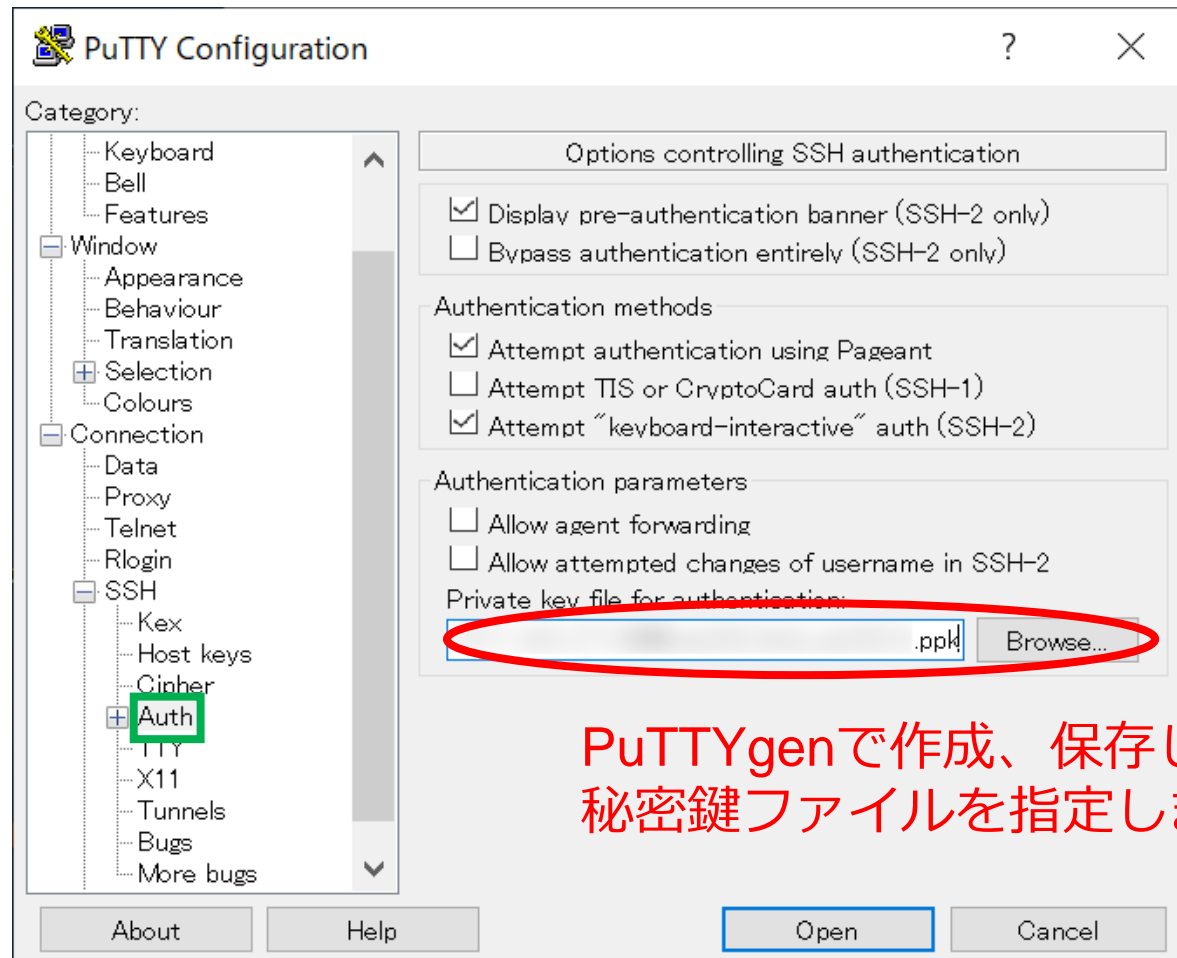 PuTTY Configuration
?
Category:
Keyboard
Bell
Features
Window
Appearance
Behaviour
Translation
Selection
Colours
Connection
Data
Proxy
Telnet
Rlogin
SSH
Kex
Host keys
Cipher
Auth
TTY
X11
Tunnels
Bugs
More bugs
Options controlling SSH authentication
Display pre-authentication banner (SSH-2 only)
Bypass authentication entirely (SSH-2 only)
Authentication methods
Attempt authentication using Pageant
Attempt TIS or CryptoCard auth (SSH-1)
Attempt "keyboard-interactive" auth (SSH-2)
Authentication parameters
Allow agent forwarding
Allow attempted changes of username in SSH-2
Private key file for authentication:
.ppk
Browse...
PuTTYgenで作成、保存し
秘密鍵ファイルを指定しま
About
Help
Open
Cancel